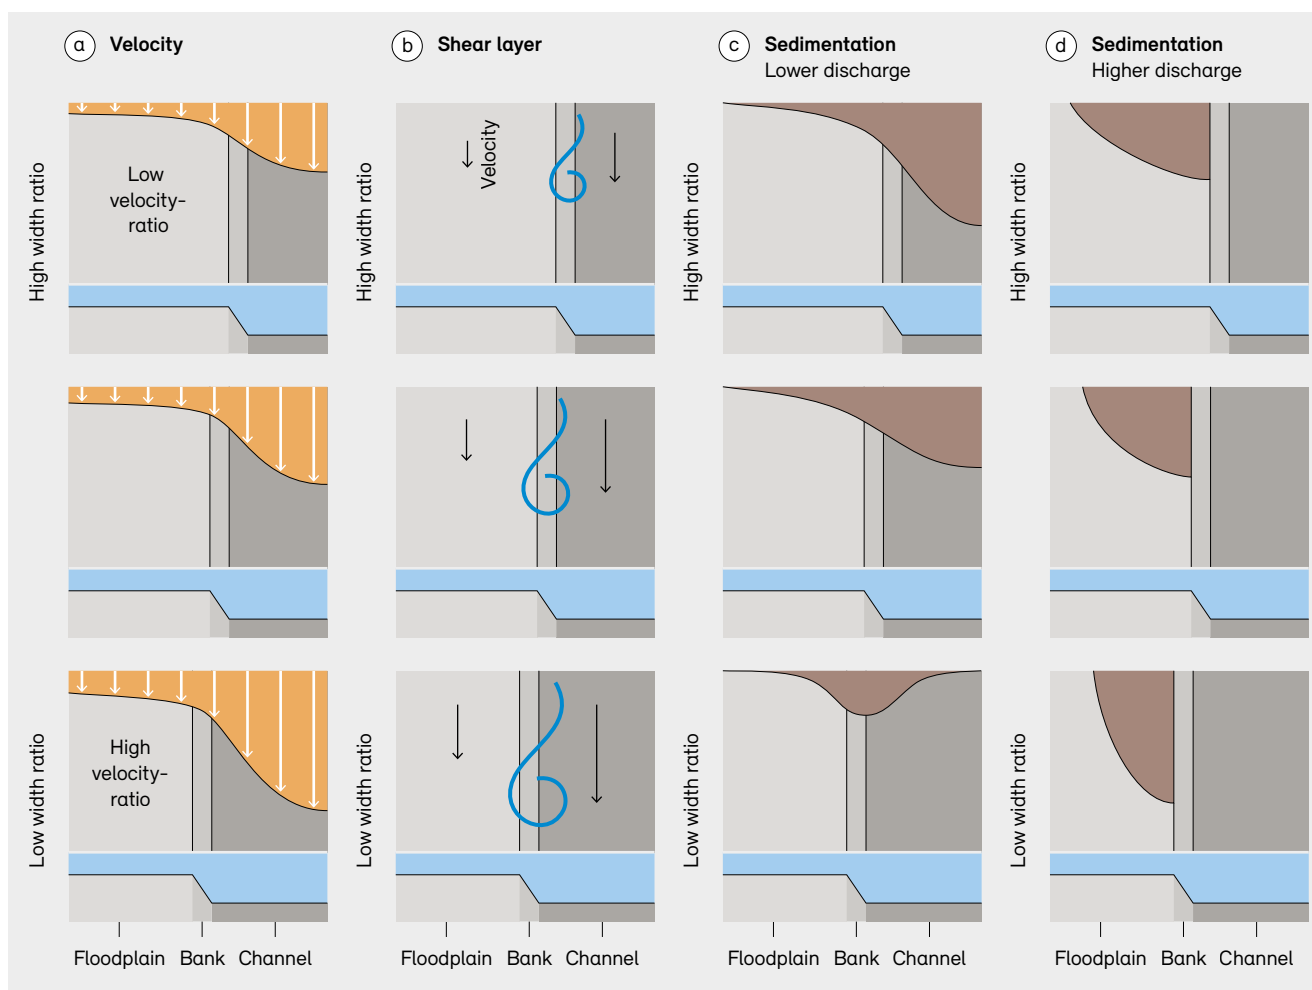 a Velocity
b Shear layer
c Sedimentation
Lower discharge
d Sedimentation
Higher discharge
High width ratio
Low
velocity-
ratio
High width ratio
Velocity
High width ratio
High width ratio
Low width ratio
High
velocity-
ratio
Low width ratio
Low width ratio
Low width ratio
Floodplain Bank Channel
Floodplain Bank Channel
Floodplain Bank Channel
Floodplain Bank Channel